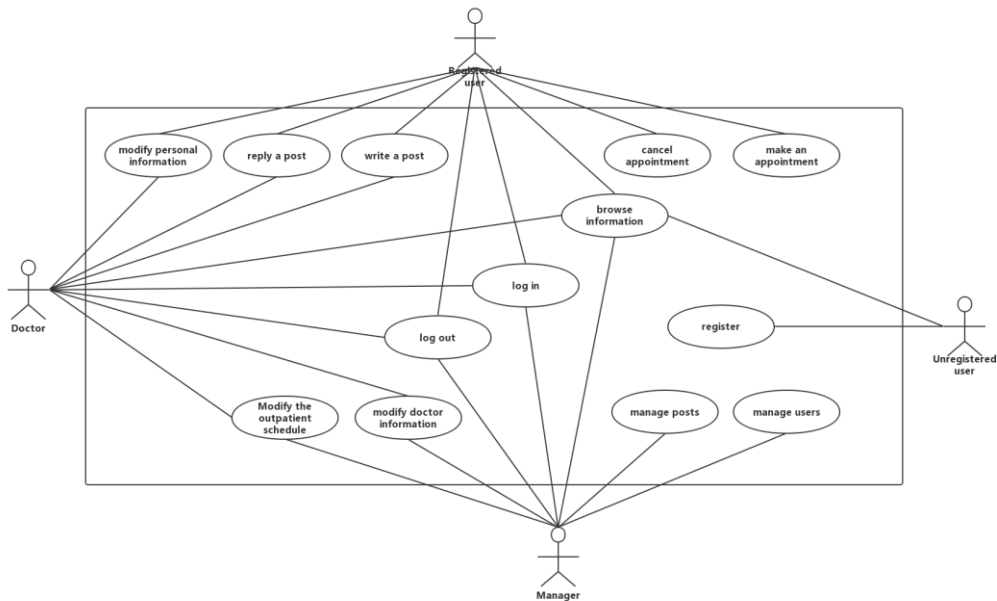 Registered
user
modify personal
information
reply a post
write a post
cancel
appointment
make an
appointment
browse
information
log in
Doctor
register
log out
Unregistered
user
Modify the
outpatient
schedule
modify doctor
information
manage posts
manage users
Manager